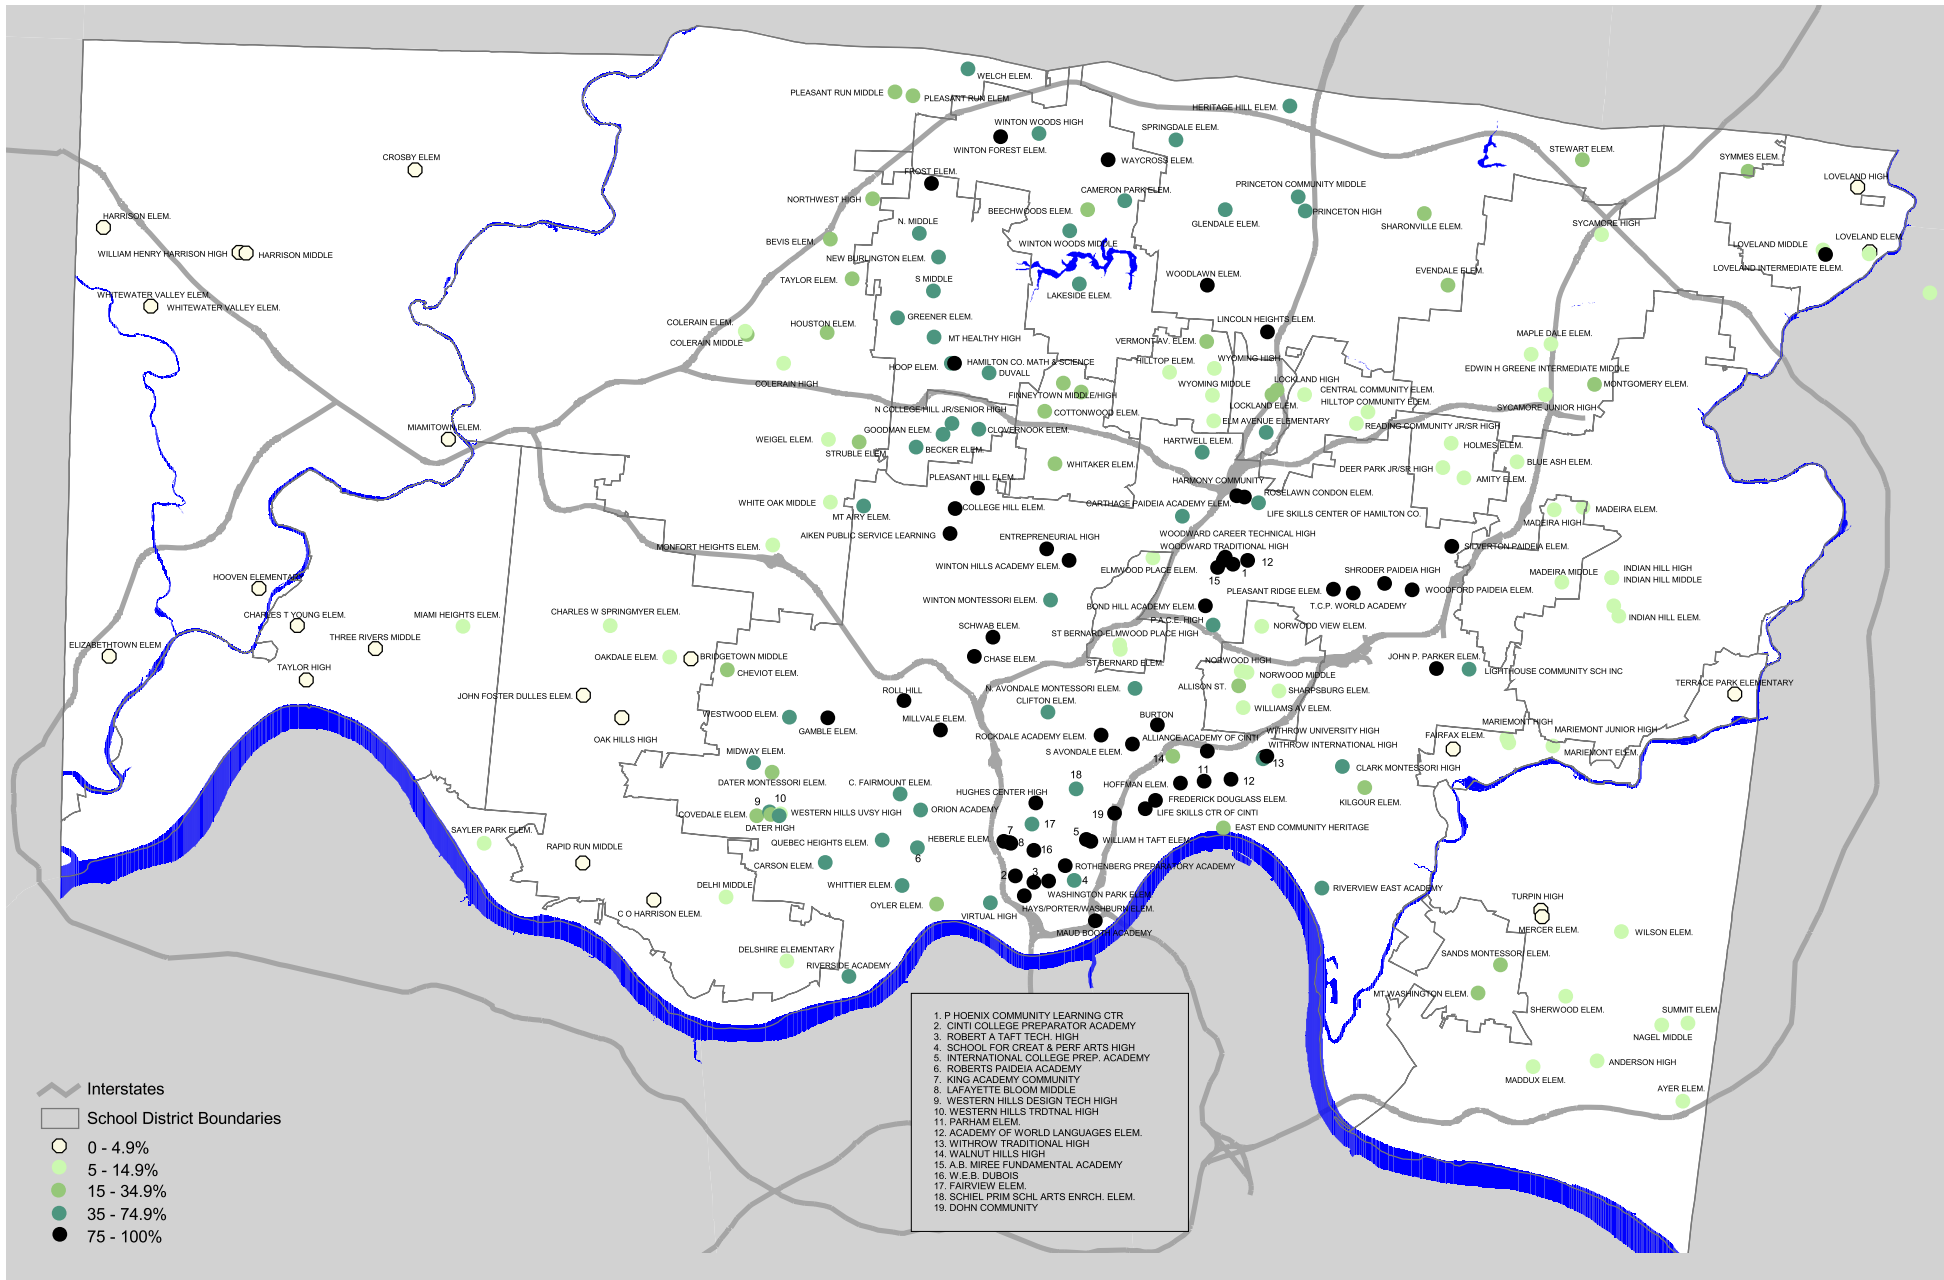 WELCH ELEM.
PLEASANT RUN MIDDLE
PLEASANT RUN ELEM.
HERITAGE HILL ELEM.
WINTON WOODS HIGH
SPRINGDALE ELEM.
WINTON FOREST ELEM.
STEWART ELEM.
CROSBY ELEM
WAYCROSS ELEM.
SYMMES ELEM.
FROST ELEM.
LOVELAND HIGH
CAMERON PARK ELEM.
PRINCETON COMMUNITY MIDDLE
NORTHWEST HIGH
BEECHWOODS ELEM.
PRINCETON HIGH
HARRISON ELEM.
N. MIDDLE
GLENDALE ELEM.
SHARONVILLE ELEM.
SYCAMORE HIGH
BEVIS ELEM.
WINTON WOODS MIDDLE
LOVELAND MIDDLE
LOVELAND ELEM.
WILLIAM HENRY HARRISON HIGH
HARRISON MIDDLE
NEW BURLINGTON ELEM.
LOVELAND INTERMEDIATE ELEM.
TAYLOR ELEM.
S MIDDLE
WOODLAWN ELEM.
EVENDALE ELEM.
WHITEWATER VALLEY ELEM
WHITEWATER VALLEY ELEM.
LAKESIDE ELEM.
COLERAIN ELEM.
HOUSTON ELEM.
GREENER ELEM.
LINCOLN HEIGHTS ELEM.
COLERAIN MIDDLE
MT HEALTHY HIGH
VERMONT AV. ELEM.
MAPLE DALE ELEM.
HOOP ELEM.
HAMILTON CO. MATH & SCIENCE
HILLTOP ELEM.
WYOMING HIGH
DUVALL
EDWIN H GREENE INTERMEDIATE MIDDLE
COLERAIN HIGH
WYOMING MIDDLE
LOCKLAND HIGH
CENTRAL COMMUNITY ELEM.
MONTGOMERY ELEM.
FINNEYTOWN MIDDLE/HIGH
HILLTOP COMMUNITY ELEM.
LOCKLAND ELEM.
SYCAMORE JUNIOR HIGH
N COLLEGE HILL JR/SENIOR HIGH
COTTONWOOD ELEM.
ELM AVENUE ELEMENTARY
READING COMMUNITY JR/SR HIGH
MIAMITOWN ELEM.
GOODMAN ELEM.
CLOVERNOOK ELEM.
WEIGEL ELEM.
HARTWELL ELEM.
HOLMES ELEM.
STRUBLE ELEM.
BECKER ELEM.
WHITAKER ELEM.
DEER PARK JR/SR HIGH
BLUE ASH ELEM.
PLEASANT HILL ELEM.
HARMONY COMMUNITY
AMITY ELEM.
ROSELAWN CONDON ELEM.
WHITE OAK MIDDLE
MT AIRY ELEM.
COLLEGE HILL ELEM.
CARTHAGE PAIDEIA ACADEMY ELEM.
LIFE SKILLS CENTER OF HAMILTON CO.
MADEIRA ELEM.
MADEIRA HIGH
AIKEN PUBLIC SERVICE LEARNING
ENTREPRENEURIAL HIGH
WOODWARD CAREER TECHNICAL HIGH
MONFORT HEIGHTS ELEM.
WOODWARD TRADITIONAL HIGH
SILVERTON PAIDEIA ELEM.
WINTON HILLS ACADEMY ELEM.
ELMWOOD PLACE ELEM.
1
12
15
SHRODER PAIDEIA HIGH
MADEIRA MIDDLE
INDIAN HILL HIGH
INDIAN HILL MIDDLE
HOOVEN ELEMENTARY
PLEASANT RIDGE ELEM.
WOODFORD PAIDEIA ELEM.
WINTON MONTESSORI ELEM.
BOND HILL ACADEMY ELEM.
T.C.P. WORLD ACADEMY
CHARLES T YOUNG ELEM.
MIAMI HEIGHTS ELEM.
CHARLES W SPRINGMYER ELEM.
P.A.C.E. HIGH
INDIAN HILL ELEM.
SCHWAB ELEM.
ST BERNARD-ELMWOOD PLACE HIGH
NORWOOD VIEW ELEM.
ELIZABETHTOWN ELEM
THREE RIVERS MIDDLE
OAKDALE ELEM.
BRIDGETOWN MIDDLE
CHASE ELEM.
ST BERNARD ELEM.
NORWOOD HIGH
JOHN P. PARKER ELEM.
TAYLOR HIGH
CHEVIOT ELEM.
NORWOOD MIDDLE
LIGHTHOUSE COMMUNITY SCH INC
TERRACE PARK ELEMENTARY
JOHN FOSTER DULLES ELEM.
ROLL HILL
N. AVONDALE MONTESSORI ELEM.
ALLISON ST.
SHARPSBURG ELEM.
CLIFTON ELEM.
WILLIAMS AV ELEM.
WESTWOOD ELEM.
GAMBLE ELEM.
MILLVALE ELEM.
BURTON
MARIEMONT HIGH
MARIEMONT JUNIOR HIGH
OAK HILLS HIGH
ROCKDALE ACADEMY ELEM.
ALLIANCE ACADEMY OF CINTI
WITHROW UNIVERSITY HIGH
FAIRFAX ELEM.
MIDWAY ELEM.
S AVONDALE ELEM.
WITHROW INTERNATIONAL HIGH
MARIEMONT ELEM.
14
13
CLARK MONTESSORI HIGH
DATER MONTESSORI ELEM.
C. FAIRMOUNT ELEM.
18
HOFFMAN ELEM.
11
12
HUGHES CENTER HIGH
FREDERICK DOUGLASS ELEM.
KILGOUR ELEM.
9
10
COVEDALE ELEM.
WESTERN HILLS UVSY HIGH
ORION ACADEMY
19
LIFE SKILLS CTR OF CINTI
DATER HIGH
17
EAST END COMMUNITY HERITAGE
SAYLER PARK ELEM.
QUEBEC HEIGHTS ELEM.
HEBERLE ELEM.
7
8
5
WILLIAM H TAFT ELEM.
RAPID RUN MIDDLE
6
16
CARSON ELEM.
ROTHENBERG PREPARATORY ACADEMY
2
3
4
DELHI MIDDLE
WHITTIER ELEM.
WASHINGTON PARK ELEM.
RIVERVIEW EAST ACADEMY
C O HARRISON ELEM.
OYLER ELEM.
VIRTUAL HIGH
HAYS/PORTER/WASHBURN ELEM.
TURPIN HIGH
MAUD BOOTH ACADEMY
MERCER ELEM.
WILSON ELEM.
DELSHIRE ELEMENTARY
SANDS MONTESSORI ELEM.
RIVERSIDE ACADEMY
MT WASHINGTON ELEM.
SHERWOOD ELEM.
SUMMIT ELEM.
NAGEL MIDDLE
ANDERSON HIGH
MADDUX ELEM.
AYER ELEM.
1. P HOENIX COMMUNITY LEARNING CTR
2. CINTI COLLEGE PREPARATOR ACADEMY
3. ROBERT A TAFT TECH. HIGH
4. SCHOOL FOR CREAT & PERF ARTS HIGH
5. INTERNATIONAL COLLEGE PREP. ACADEMY
6. ROBERTS PAIDEIA ACADEMY
7. KING ACADEMY COMMUNITY
8. LAFAYETTE BLOOM MIDDLE
9. WESTERN HILLS DESIGN TECH HIGH
10. WESTERN HILLS TRDTNAL HIGH
11. PARHAM ELEM.
12. ACADEMY OF WORLD LANGUAGES ELEM.
13. WITHROW TRADITIONAL HIGH
14. WALNUT HILLS HIGH
15. A.B. MIREE FUNDAMENTAL ACADEMY
16. W.E.B. DUBOIS
17. FAIRVIEW ELEM.
18. SCHIEL PRIM SCHL ARTS ENRCH. ELEM.
19. DOHN COMMUNITY
Interstates
School District Boundaries
0 - 4.9%
5 - 14.9%
15 - 34.9%
35 - 74.9%
75 - 100%